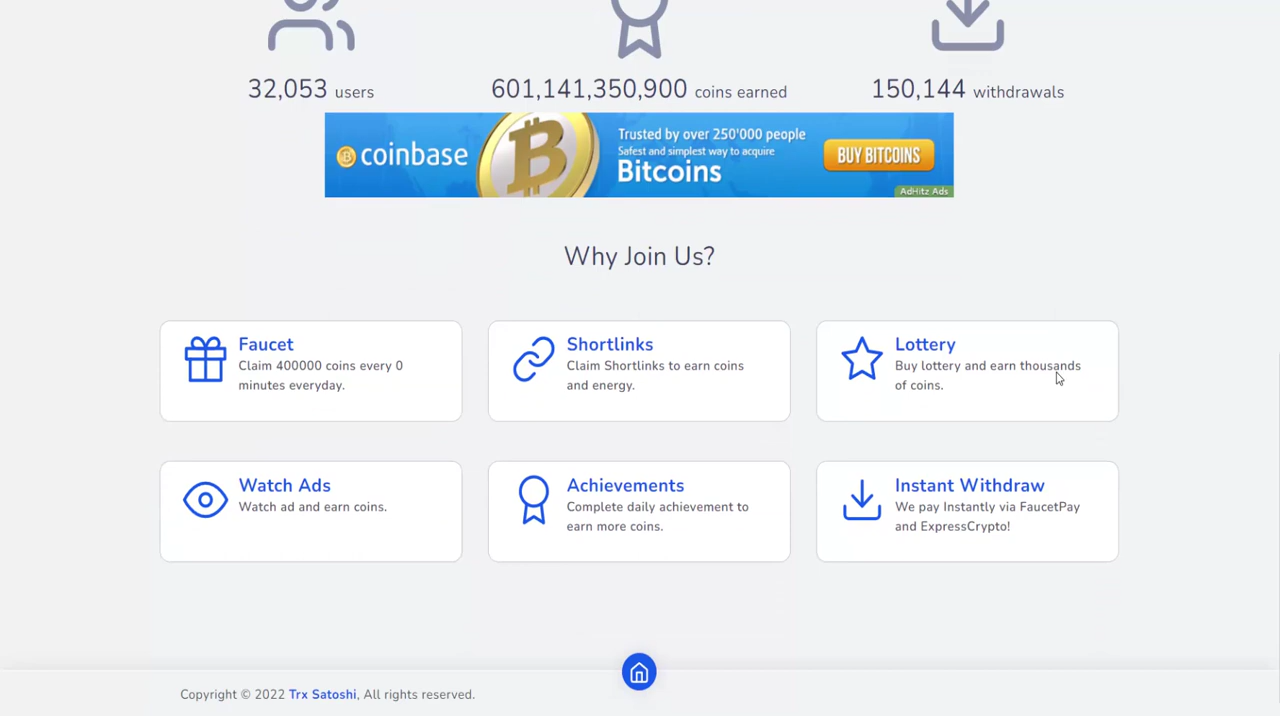 32,053 users
601,141,350,900 coins earned
150,144 withdrawals
coinbase
Trusted by over 250'000 people
Safest and simplest way to acquire
Bitcoins
BUY BITCOINS
AdHitz Ads
Why Join Us?
Faucet
Claim 400000 coins every 0
minutes everyday.
Shortlinks
Claim Shortlinks to earn coins
and energy.
Lottery
Buy lottery and earn thousands
of coins.
Watch Ads
Watch ad and earn coins.
Achievements
Complete daily achievement to
earn more coins.
Instant Withdraw
We pay Instantly via FaucetPay
and ExpressCrypto!
Copyright © 2022 Trx Satoshi, All rights reserved.